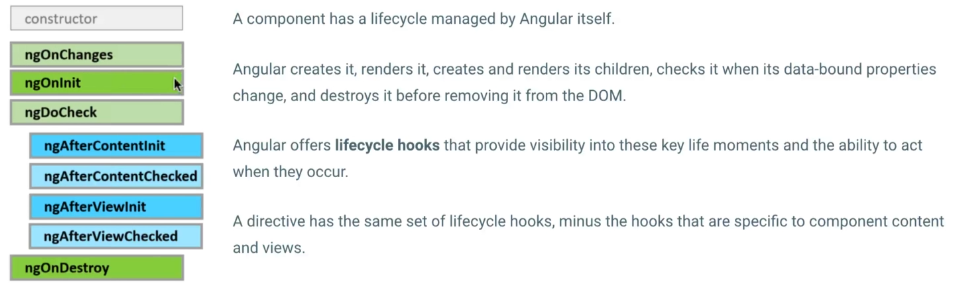 constructor
ngOnChanges
ngOnInit
ngDoCheck
ngAfterContentInit
ngAfterContentChecked
ngAfterViewInit
ngAfterViewChecked
ngOnDestroy
A component has a lifecycle managed by Angular itself.
Angular creates it, renders it, creates and renders its children, checks it when its data-bound properties
change, and destroys it before removing it from the DOM.
Angular offers lifecycle hooks that provide visibility into these key life moments and the ability to act
when they occur.
A directive has the same set of lifecycle hooks, minus the hooks that are specific to component content
and views.